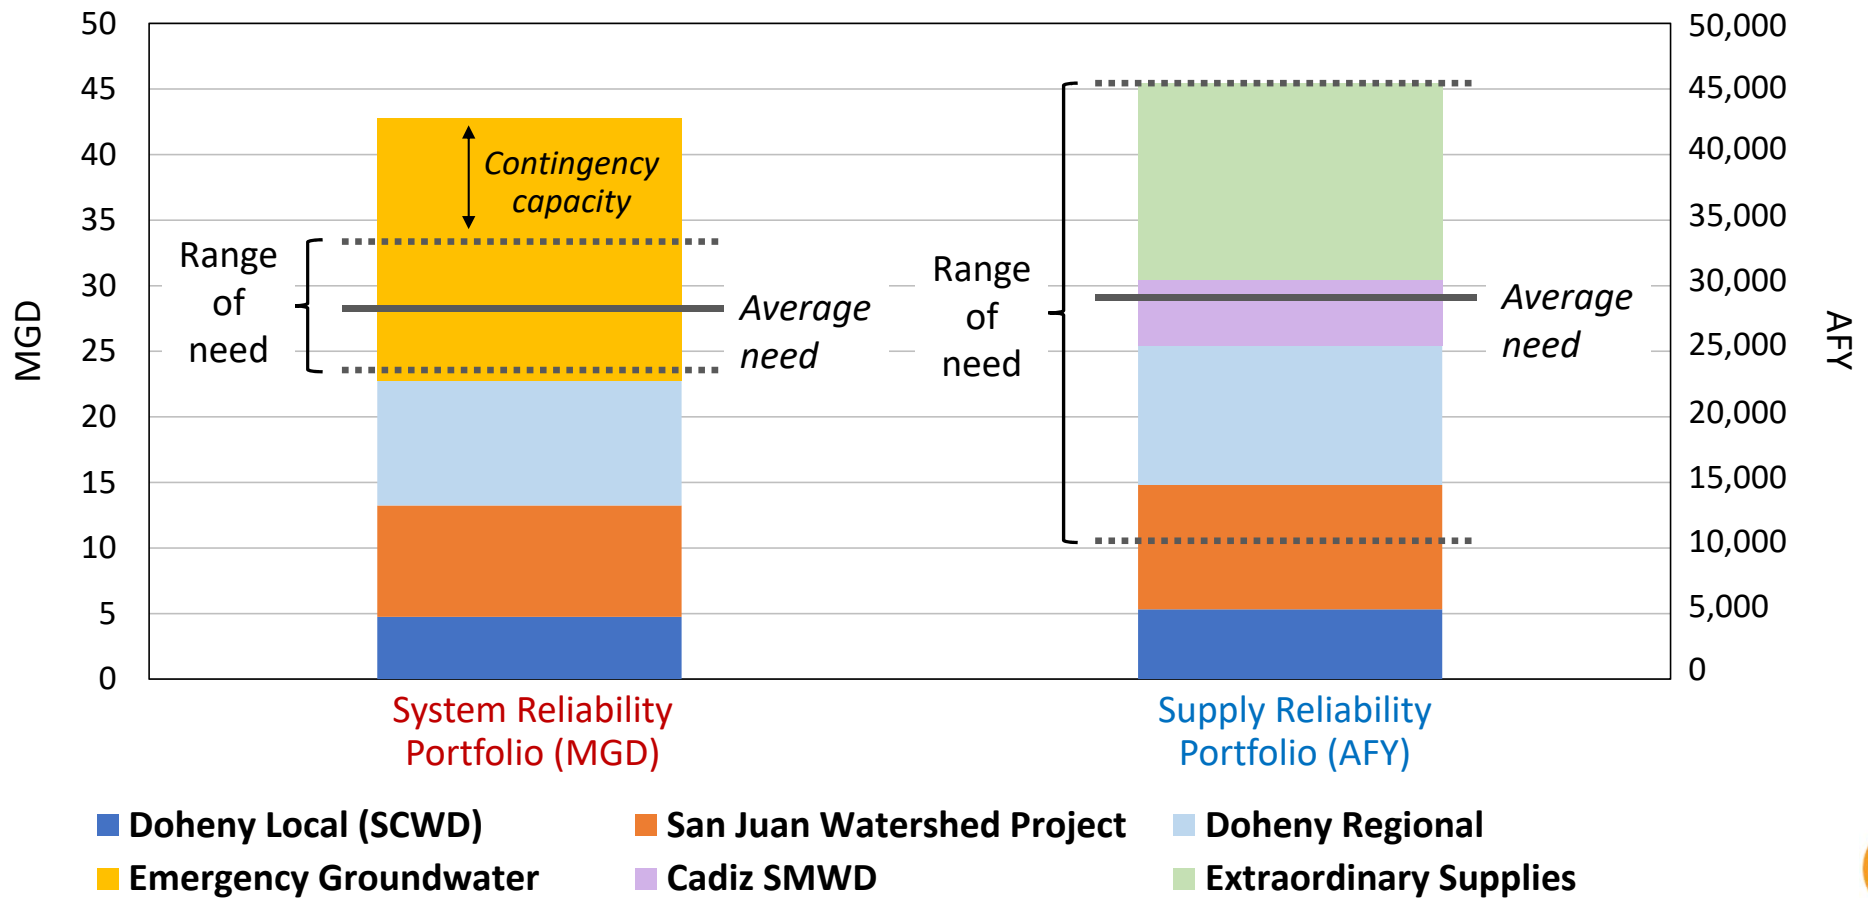 50
45
40
35
30
25
20
15
10
5
0
MGD
50,000
45,000
40,000
35,000
30,000
25,000
20,000
15,000
10,000
5,000
0
AFY
Contingency
capacity
Range
of
need
Average
need
Range
of
need
Average
need
System Reliability
Portfolio (MGD)
Supply Reliability
Portfolio (AFY)
Doheny Local (SCWD)
San Juan Watershed Project
Doheny Regional
Emergency Groundwater
Cadiz SMWD
Extraordinary Supplies